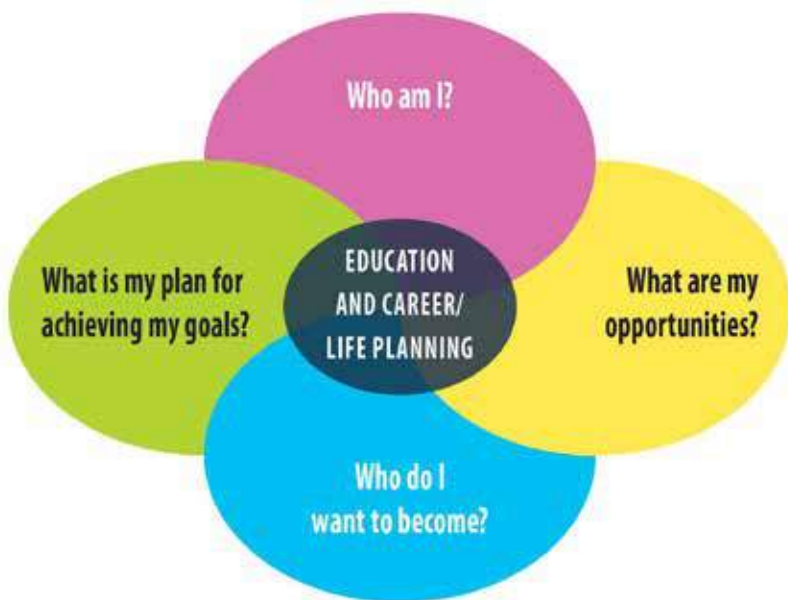 Who am I?
What is my plan for
achieving my goals?
EDUCATION
AND CAREER/
LIFE PLANNING
What are my
opportunities?
Who do I
want to become?